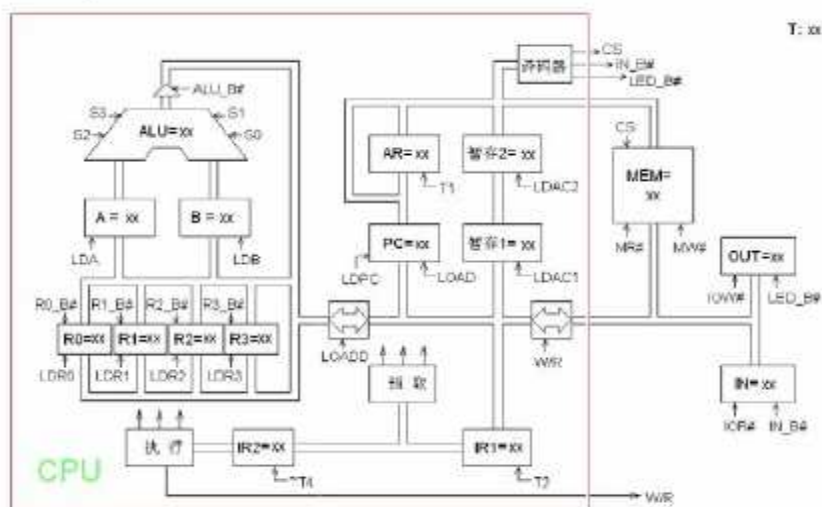 T: xx
译码器
CS
IN_B#
LED_B#
ALU_B#
S3
S1
S2
ALU=xx
S0
AR= xx
暂存2= xx
CS
MEM=
xx
T1
LDAC2
A = xx
B = xx
LDA
LDB
PC=xx
暂存1=xx
MR#
MW#
OUT=xx
LDPC
LOAD
LDAC1
IOW#
LED_B#
R0_B#
R1_B#
R2_B#
R3_B#
R0=xx
R1=xx
R2=xx
R3=xx
LDR0
LDR1
LDR2
LDR3
W/R
IN=xx
IOR#
IN_B#
执 行
IR2=xx
IR1=xx
CPU
T2
W/R